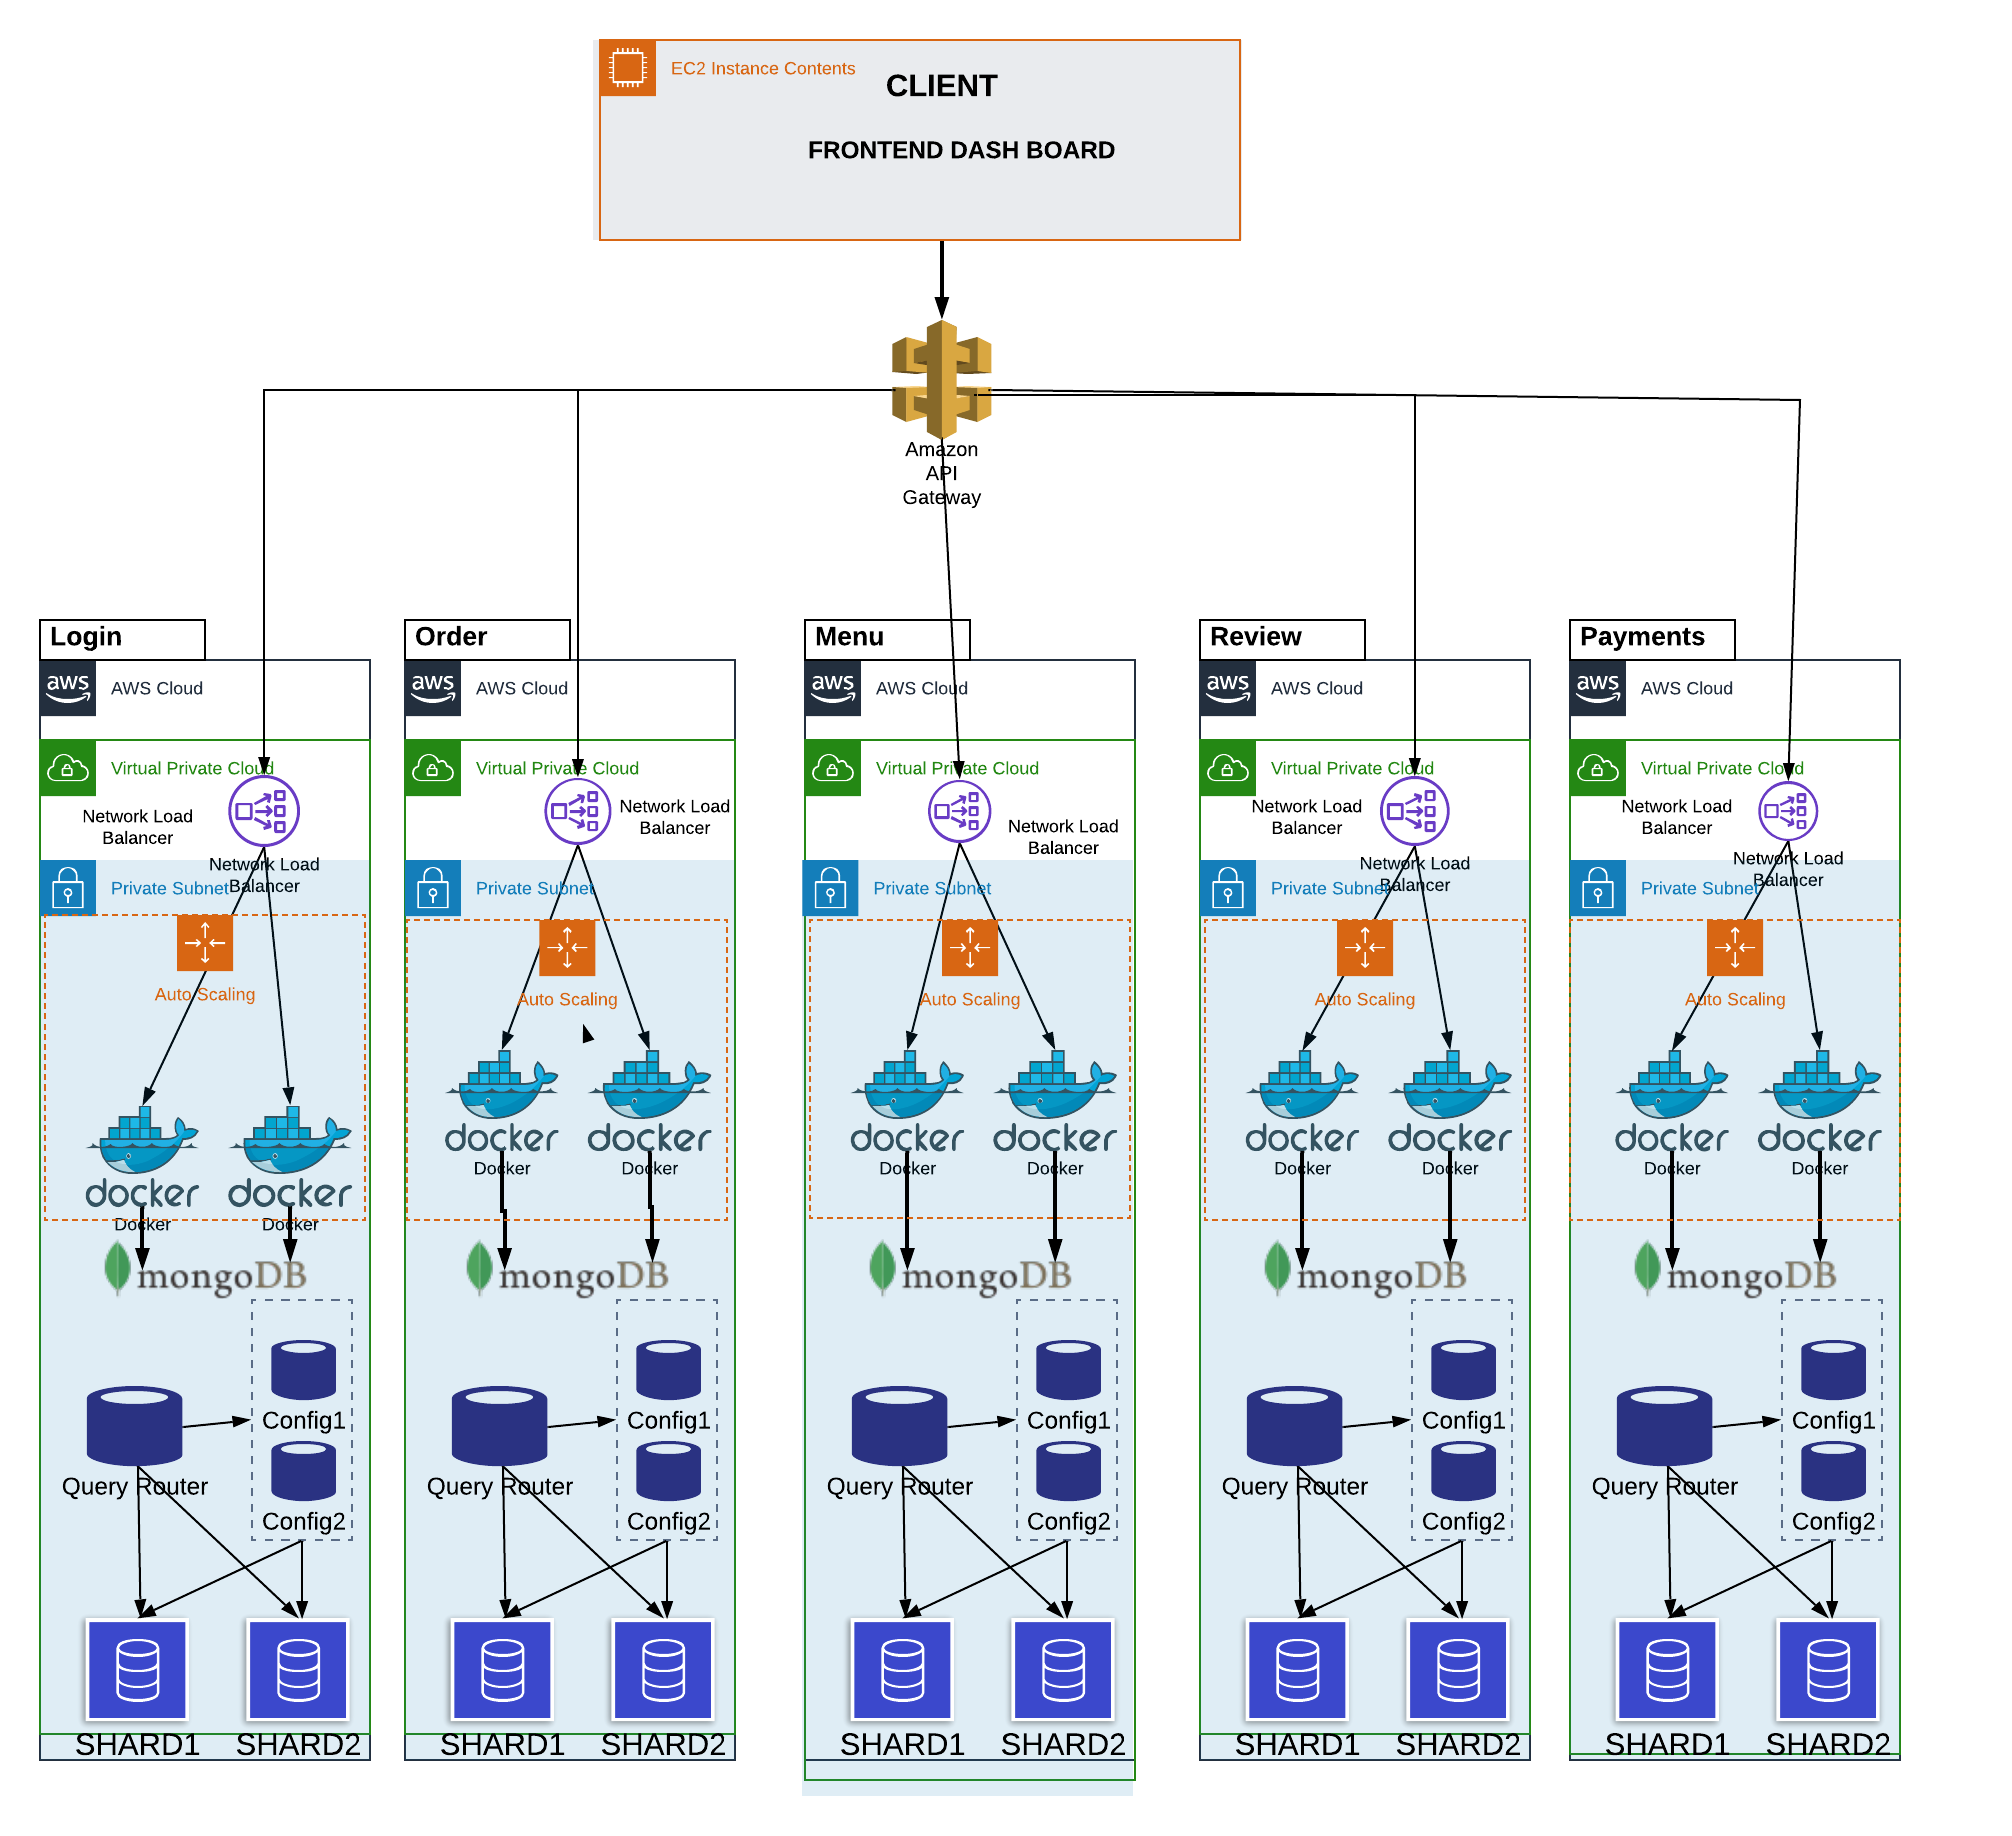 EC2 Instance Contents
CLIENT
FRONTEND DASH BOARD
Amazon
API
Gateway
Login
aws
AWS Cloud
Virtual Private Cloud
Network Load
Balancer
Network Load
Balancer
Private Subnet
Auto Scaling
docker
docker
Docker
Docker
mongoDB
Config1
Query Router
Config2
SHARD1
SHARD2
Order
aws
AWS Cloud
Virtual Private Cloud
Network Load
Balancer
Private Subnet
Auto Scaling
docker
docker
Docker
Docker
mongoDB
Config1
Query Router
Config2
SHARD1
SHARD2
Menu
aws
AWS Cloud
Virtual Private Cloud
Network Load
Balancer
Private Subnet
Auto Scaling
docker
docker
Docker
Docker
mongoDB
Config1
Query Router
Config2
SHARD1
SHARD2
Review
aws
AWS Cloud
Virtual Private Cloud
Network Load
Balancer
Network Load
Balancer
Private Subnet
Auto Scaling
docker
docker
Docker
Docker
mongoDB
Config1
Query Router
Config2
SHARD1
SHARD2
Payments
aws
AWS Cloud
Virtual Private Cloud
Network Load
Balancer
Network Load
Balancer
Private Subnet
Auto Scaling
docker
docker
Docker
Docker
mongoDB
Config1
Query Router
Config2
SHARD1
SHARD2